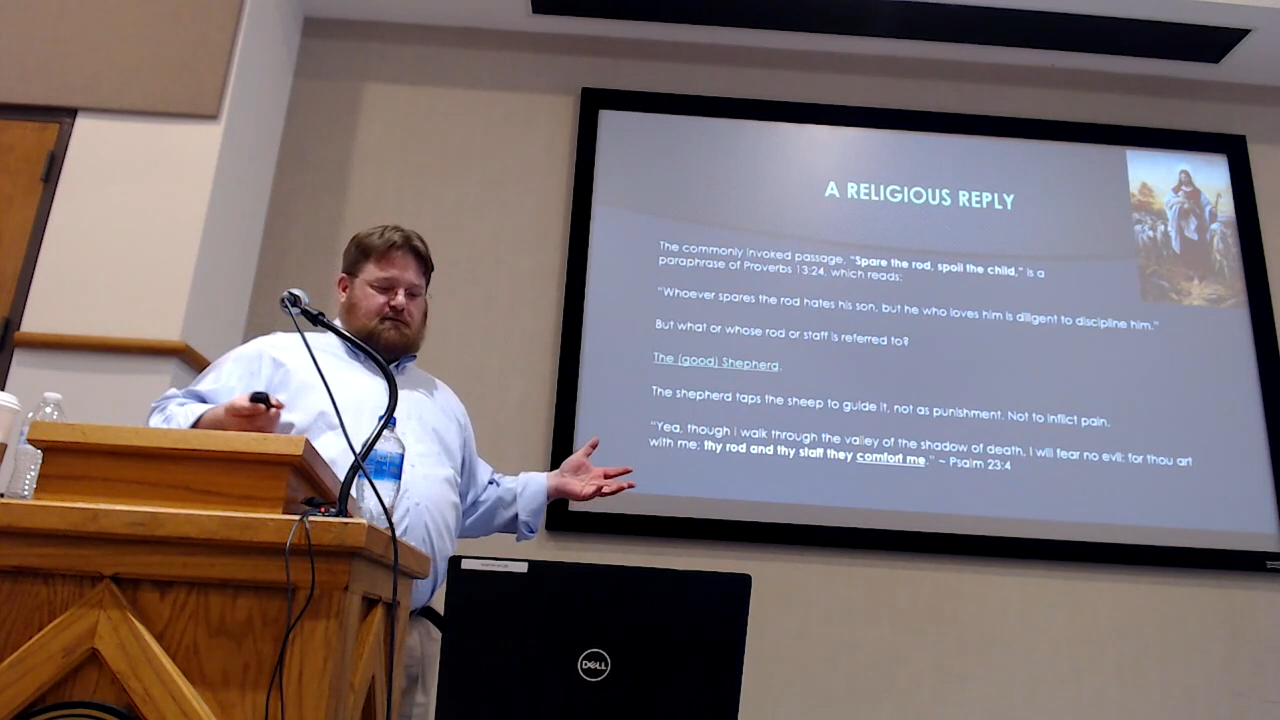 A RELIGIOUS REPLY
The commonly invoked passage, "Spare the rod, spoil the child," is a
paraphrase of Proverbs 13:24, which reads:
"Whoever spares the rod hates his son, but he who loves him is diligent to discipline him."
But what or whose rod or staff is referred to?
The (good) Shepherd.
The shepherd taps the sheep to guide it, not as punishment. Not to inflict pain.
"Yea, though I walk through the valley of the shadow of death, I will fear no evil: for thou art
with me; thy rod and thy staff they comfort me." – Psalm 23:4
DELL